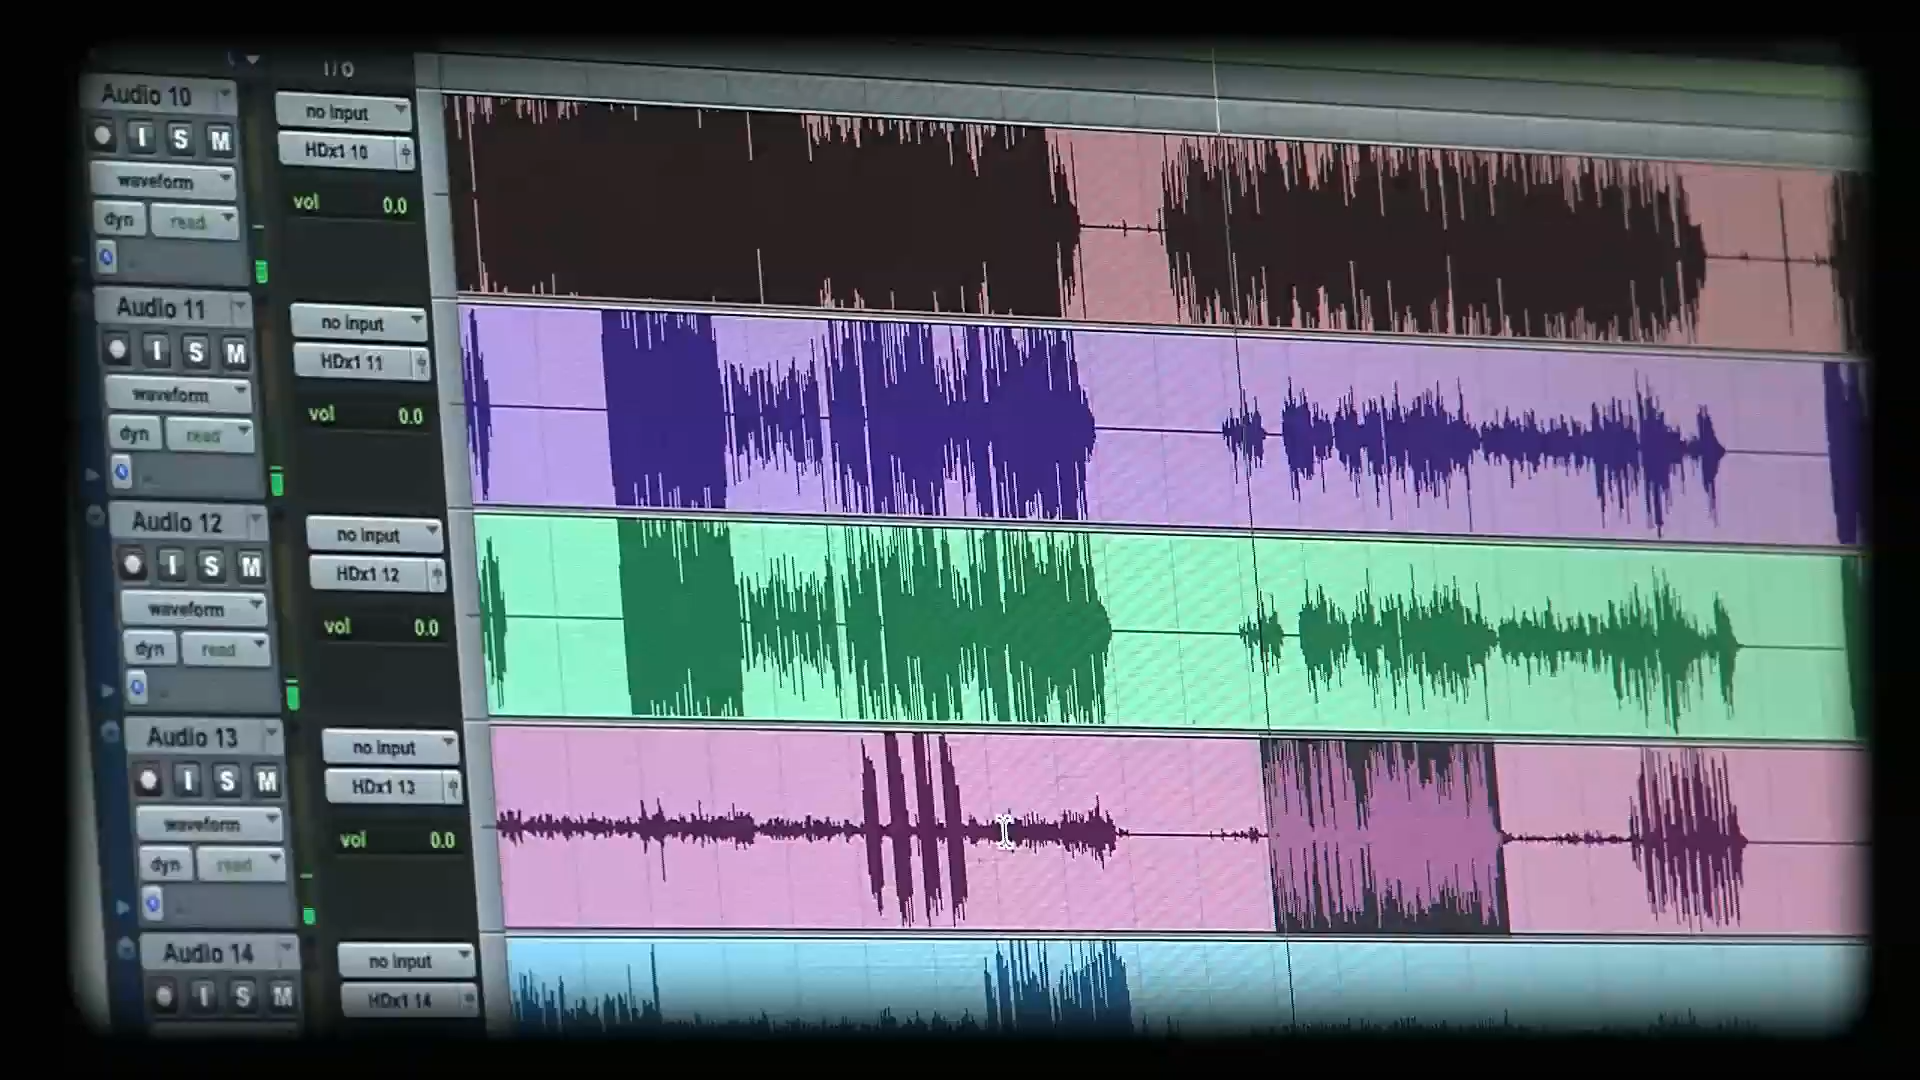 I/O
Audio 10
no input
I S M
HDx1 10
waveform
vol 0.0
dyn read
Audio 11
no input
I S M
HDx1 11
waveform
vol 0.0
dyn read
Audio 12
no input
I S M
HDx1 12
waveform
vol 0.0
dyn read
Audio 13
no input
I S M
HDx1 13
waveform
vol 0.0
dyn read
Audio 14
no input
I S M
HDx1 14